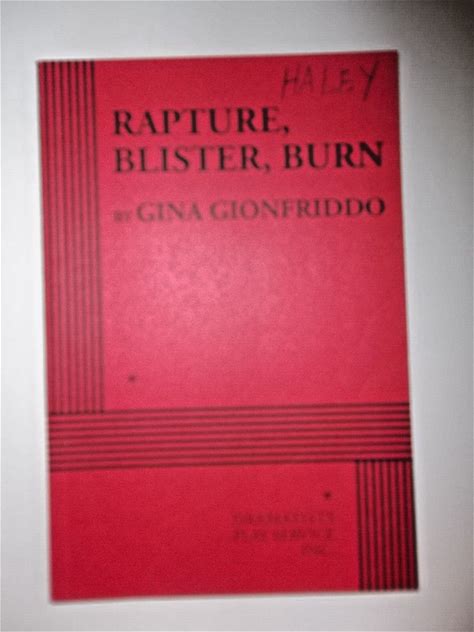 HALEY
RAPTURE,
BLISTER, BURN
BY GINA GIONFRIDDO
DRAMATISTS
PLAY SERVICE
INC.